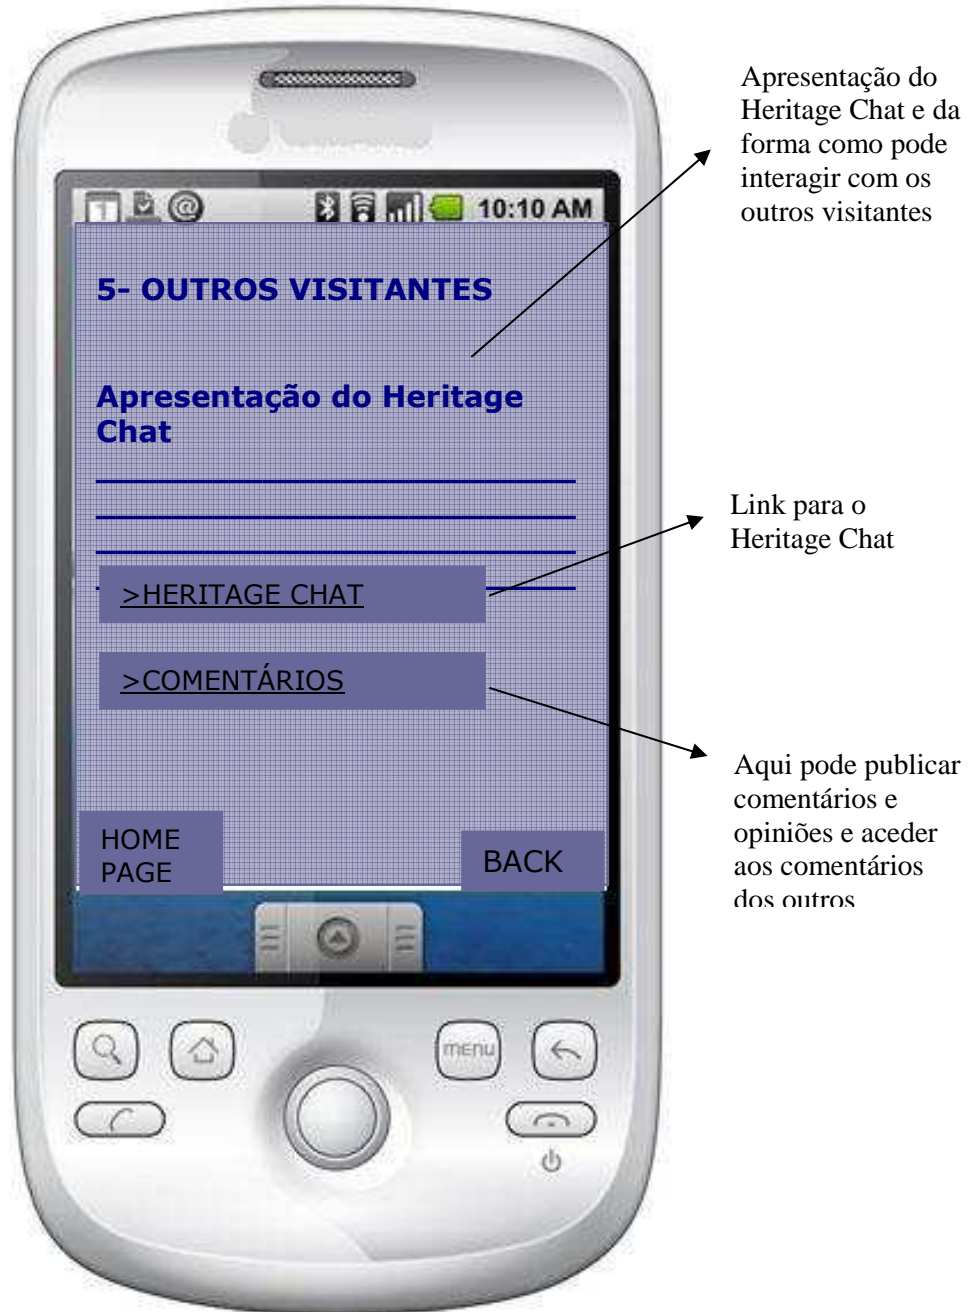 Apresentação do
Heritage Chat e da
forma como pode
interagir com os
outros visitantes
10:10 AM
5- OUTROS VISITANTES
Apresentação do Heritage
Chat
Link para o
Heritage Chat
>HERITAGE CHAT
>COMENTÁRIOS
Aqui pode publicar
comentários e
opiniões e aceder
aos comentários
dos outros
HOME
PAGE
BACK
menu